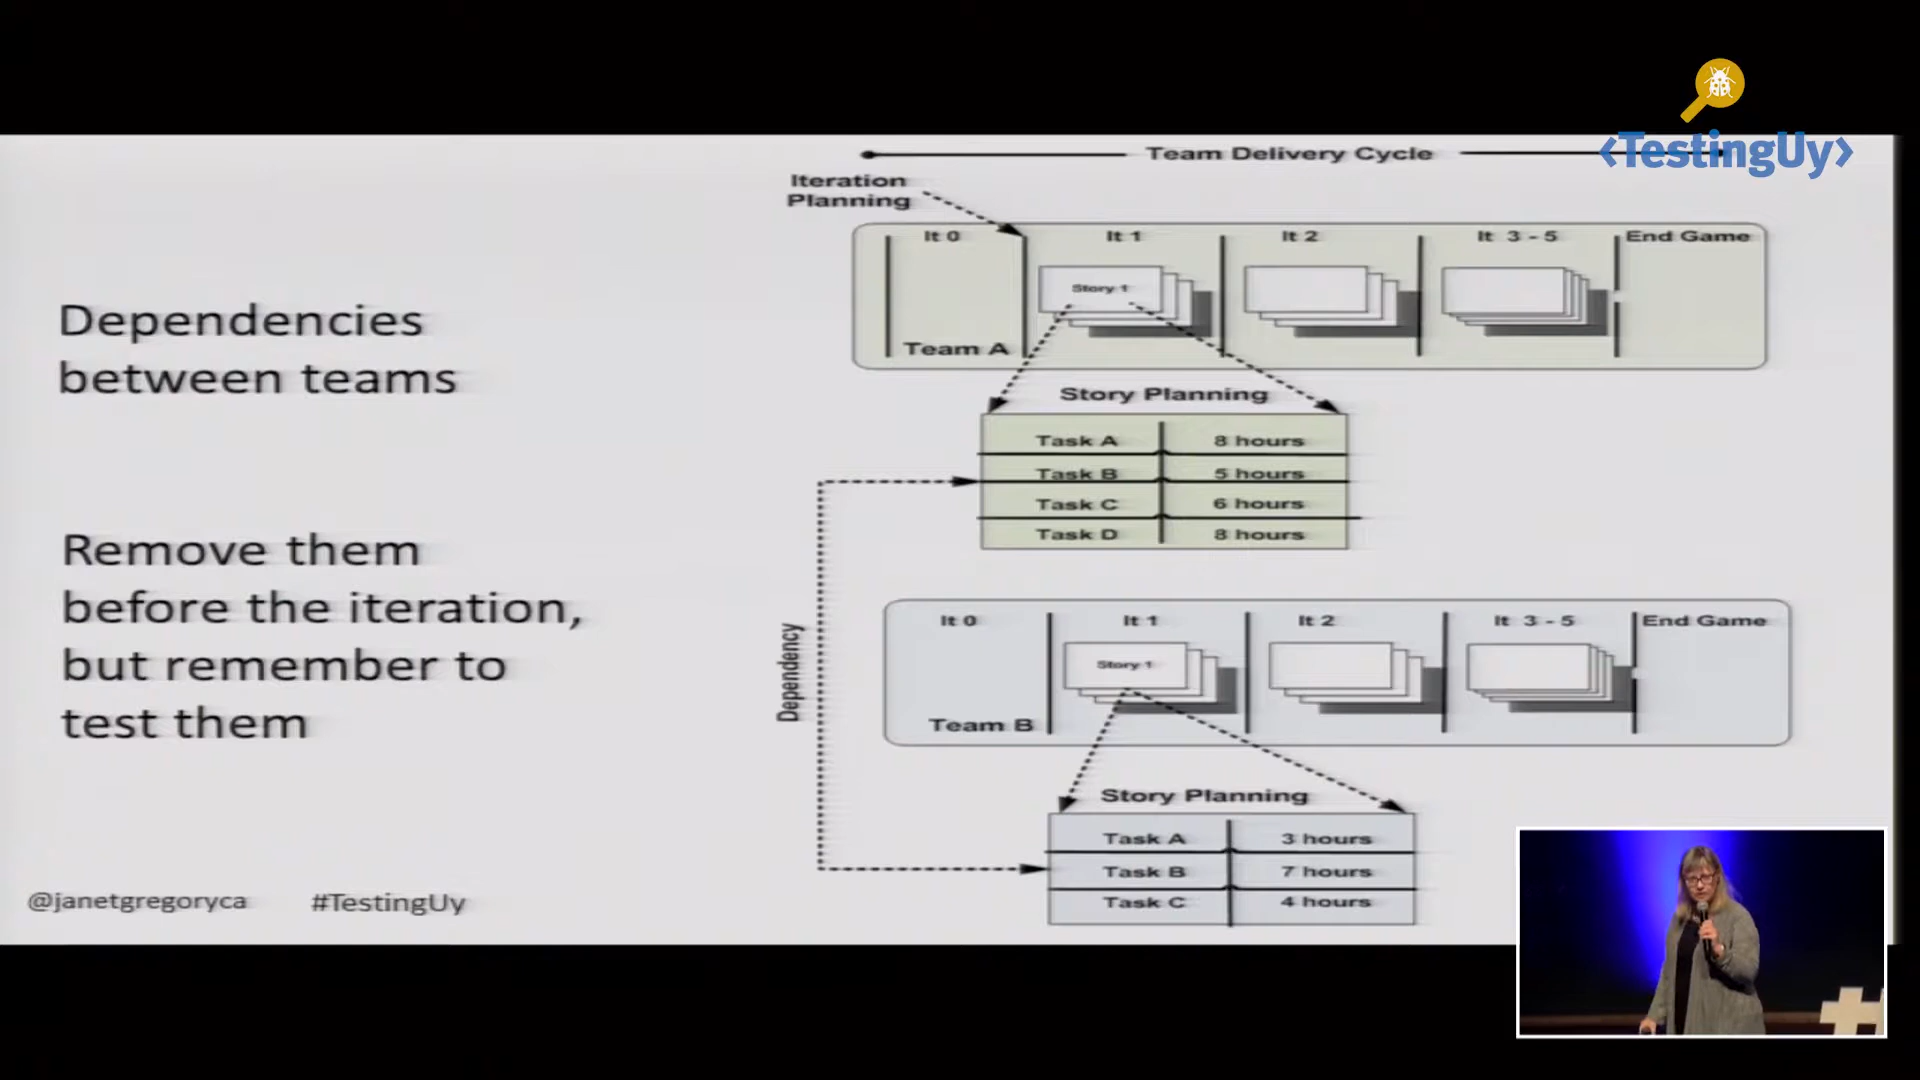 <TestingUy>
Team Delivery Cycle
Iteration
Planning
It 0
It 1
It 2
It 3 - 5
End Game
Story 1
Team A
Dependencies
between teams
Story Planning
Task A 8 hours
Task B 5 hours
Task C 6 hours
Task D 8 hours
Remove them
before the iteration,
but remember to
test them
Dependency
It 0
It 1
It 2
It 3 - 5
End Game
Story 1
Team B
Story Planning
Task A 3 hours
Task B 7 hours
Task C 4 hours
@janetgregoryca #TestingUy
#